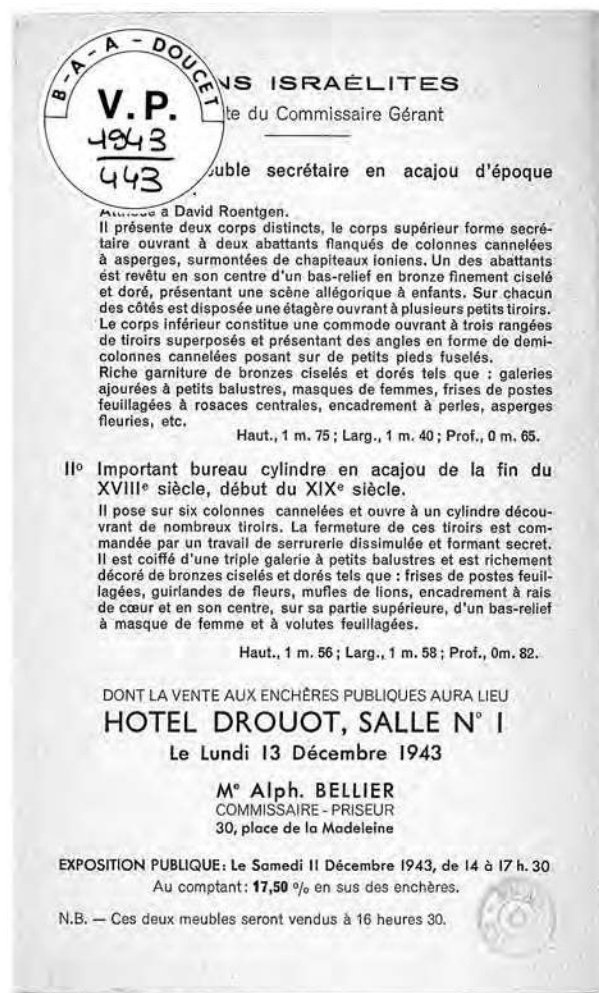 B-A-A-DOUCET
V.P.
1943
443
NS ISRAÉLITES
te du Commissaire Gérant
uble secrétaire en acajou d'époque
a David Roentgen.
Il présente deux corps distincts, le corps supérieur forme secré-
taire ouvrant à deux abattants flanqués de colonnes cannelées
à asperges, surmontées de chapiteaux ioniens. Un des abattants
est revêtu en son centre d'un bas-relief en bronze finement ciselé
et doré, présentant une scène allégorique à enfants. Sur chacun
des côtés est disposée une étagère ouvrant à plusieurs petits tiroirs.
Le corps inférieur constitue une commode ouvrant à trois rangées
de tiroirs superposés et présentant des angles en forme de demi-
colonnes cannelées posant sur de petits pieds fuselés.
Riche garniture de bronzes ciselés et dorés tels que : galeries
ajourées à petits balustres, masques de femmes, frises de postes
feuillagées à rosaces centrales, encadrement à perles, asperges
fleuries, etc.
Haut., 1 m. 75 ; Larg., 1 m. 40 ; Prof., 0 m. 65.
IIº Important bureau cylindre en acajou de la fin du
XVIIIᵉ siècle, début du XIXᵉ siècle.
Il pose sur six colonnes cannelées et ouvre à un cylindre décou-
vrant de nombreux tiroirs. La fermeture de ces tiroirs est com-
mandée par un travail de serrurerie dissimulée et formant secret.
Il est coiffé d'une triple galerie à petits balustres et est richement
décoré de bronzes ciselés et dorés tels que : frises de postes feuil-
lagées, guirlandes de fleurs, mufles de lions, encadrement à rais
de cœur et en son centre, sur sa partie supérieure, d'un bas-relief
à masque de femme et à volutes feuillagées.
Haut., 1 m. 56 ; Larg., 1 m. 58 ; Prof., 0m. 82.
DONT LA VENTE AUX ENCHÈRES PUBLIQUES AURA LIEU
HOTEL DROUOT, SALLE N° I
Le Lundi 13 Décembre 1943
Mᵉ Alph. BELLIER
COMMISSAIRE-PRISEUR
30, place de la Madeleine
EXPOSITION PUBLIQUE: Le Samedi II Décembre 1943, de 14 à 17 h. 30
Au comptant: 17,50 % en sus des enchères.
N.B. — Ces deux meubles seront vendus à 16 heures 30.